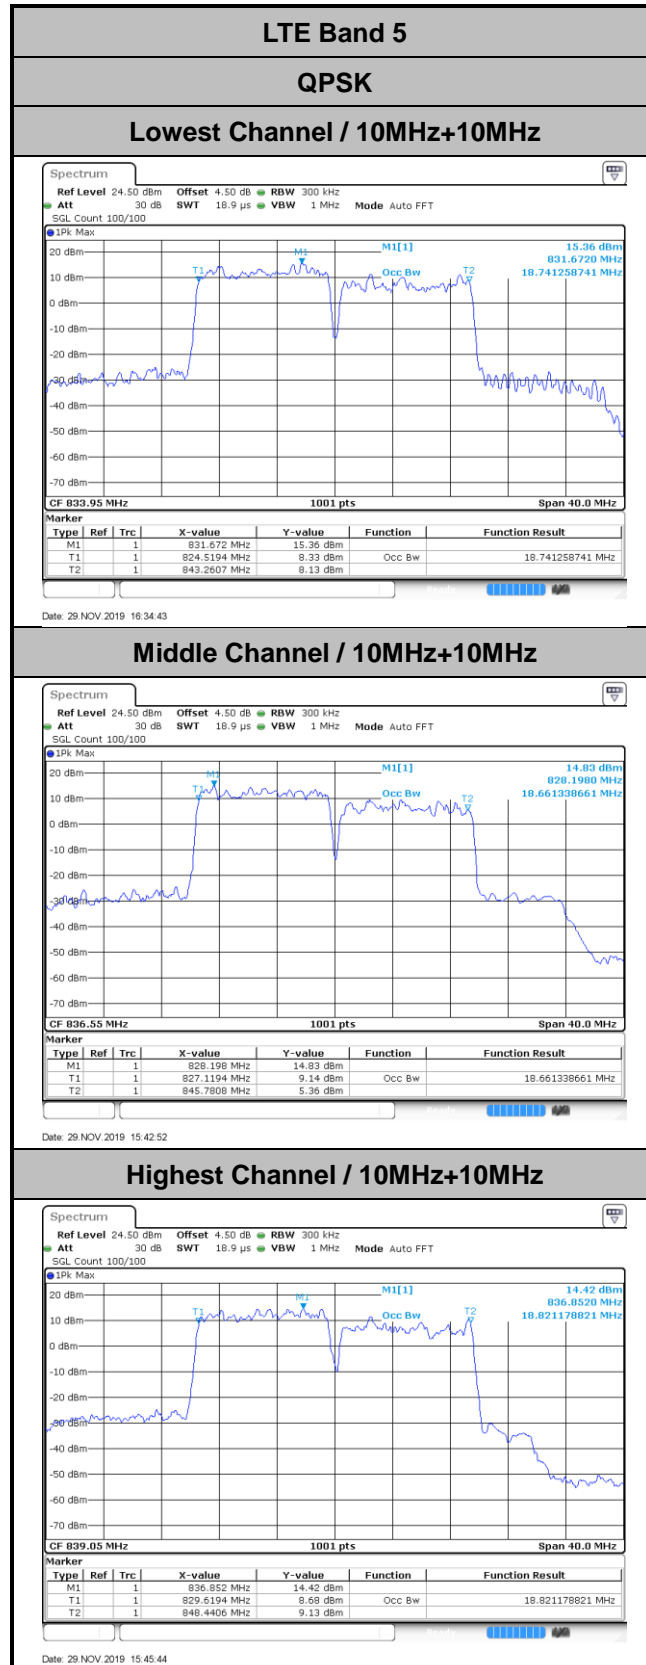 LTE Band 5
QPSK
Lowest Channel / 10MHz+10MHz
Spectrum
Ref Level 24.50 dBm Offset 4.50 dB RBW 300 kHz
Att 30 dB SWT 18.9 µs VBW 1 MHz Mode Auto FFT
SGL Count 100/100
1Pk Max
M1[1] 15.36 dBm
831.6720 MHz
Occ Bw 18.741258741 MHz
M1
T1
T2
20 dBm
10 dBm
0 dBm
-10 dBm
-20 dBm
-30 dBm
-40 dBm
-50 dBm
-70 dBm
-60 dBm
CF 833.95 MHz 1001 pts Span 40.0 MHz
Marker
Type Ref Trc X-value Y-value Function Function Result
M1 1 831.672 MHz 15.36 dBm
T1 1 824.5194 MHz 8.33 dBm Occ Bw 18.741258741 MHz
T2 1 843.2607 MHz 8.13 dBm
Date: 29.NOV.2019 16:34:43
Middle Channel / 10MHz+10MHz
Spectrum
Ref Level 24.50 dBm Offset 4.50 dB RBW 300 kHz
Att 30 dB SWT 18.9 µs VBW 1 MHz Mode Auto FFT
SGL Count 100/100
1Pk Max
M1[1] 14.83 dBm
828.1980 MHz
Occ Bw 18.661338661 MHz
M1
T1
T2
20 dBm
10 dBm
0 dBm
-10 dBm
-20 dBm
-30 dBm
-40 dBm
-50 dBm
-60 dBm
-70 dBm
CF 836.55 MHz 1001 pts Span 40.0 MHz
Marker
Type Ref Trc X-value Y-value Function Function Result
M1 1 828.198 MHz 14.83 dBm
T1 1 827.1194 MHz 9.14 dBm Occ Bw 18.661338661 MHz
T2 1 845.7808 MHz 5.36 dBm
Date: 29.NOV.2019 15:42:52
Highest Channel / 10MHz+10MHz
Spectrum
Ref Level 24.50 dBm Offset 4.50 dB RBW 300 kHz
Att 30 dB SWT 18.9 µs VBW 1 MHz Mode Auto FFT
SGL Count 100/100
1Pk Max
M1[1] 14.42 dBm
836.8520 MHz
Occ Bw 18.821178821 MHz
M1
T1
T2
20 dBm
10 dBm
0 dBm
-10 dBm
-20 dBm
-30 dBm
-40 dBm
-50 dBm
-60 dBm
-70 dBm
CF 839.05 MHz 1001 pts Span 40.0 MHz
Marker
Type Ref Trc X-value Y-value Function Function Result
M1 1 836.852 MHz 14.42 dBm
T1 1 829.6194 MHz 8.68 dBm Occ Bw 18.821178821 MHz
T2 1 848.4406 MHz 9.13 dBm
Date: 29.NOV.2019 15:45:44